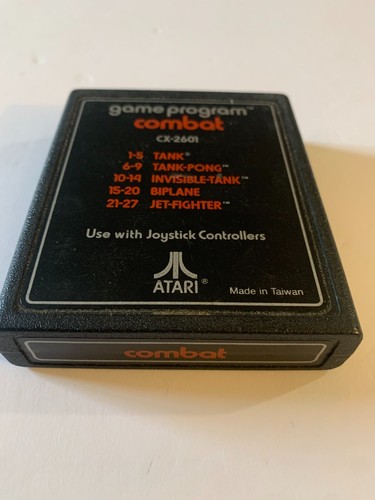 game program™
combat
CX-2601
1-5 TANK®
6-9 TANK-PONG™
10-14 INVISIBLE-TANK™
15-20 BIPLANE
21-27 JET-FIGHTER™
Use with Joystick Controllers
ATARI®
Made in Taiwan
combat